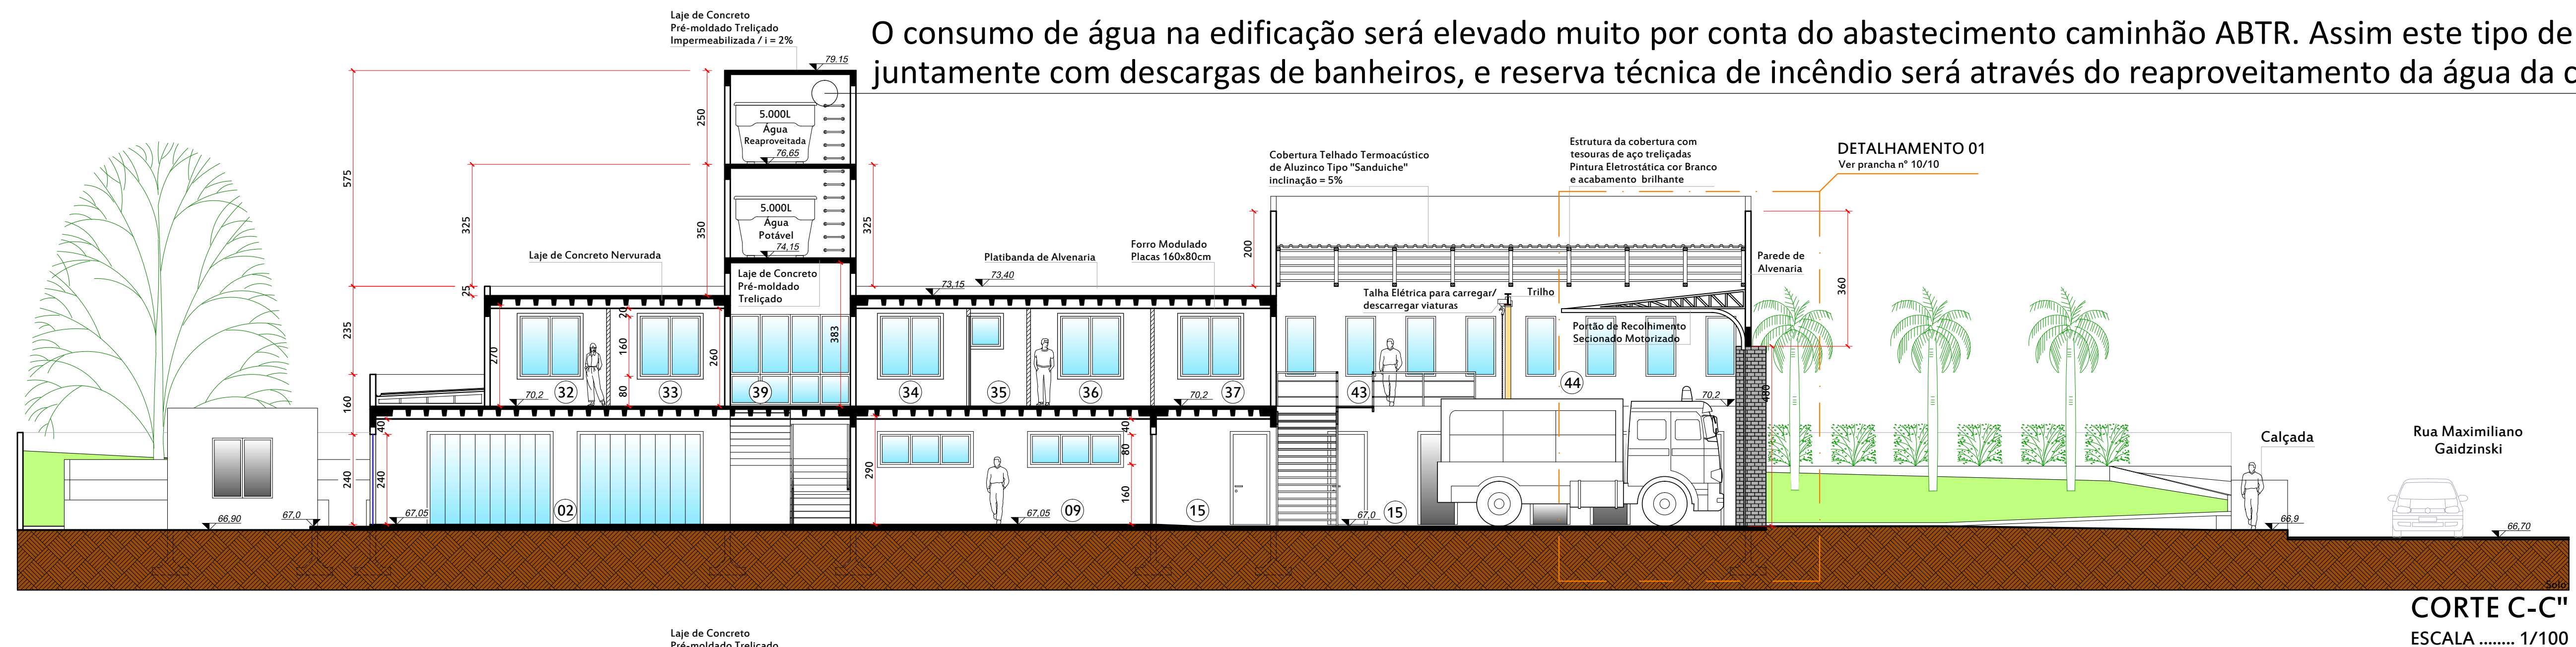 Laje de Concreto
Pré-moldado Treliçado
Impermeabilizada / i = 2%
O consumo de água na edificação será elevado muito por conta do abastecimento caminhão ABTR. Assim este tipo de
juntamente com descargas de banheiros, e reserva técnica de incêndio será através do reaproveitamento da água da
79.15
5.000L
Água
Reaproveitada
76,65
5.000L
Água
Potável
74,15
575
325
250
350
325
25
235
160
240
Laje de Concreto Nervurada
Laje de Concreto
Pré-moldado
Treliçado
Platibanda de Alvenaria
73,15
73,40
Forro Modulado
Placas 160x80cm
Cobertura Telhado Termoacústico
de Aluzinco Tipo "Sanduiche"
inclinação = 5%
Estrutura da cobertura com
tesouras de aço treliçadas
Pintura Eletrostática cor Branco
e acabamento brilhante
DETALHAMENTO 01
Ver prancha nº 10/10
200
Talha Elétrica para carregar/
descarregar viaturas
Trilho
Portão de Recolhimento
Secionado Motorizado
Parede de
Alvenaria
360
480
270
20
160
80
260
383
70,2
32
33
39
34
35
36
70,2
37
43
44
70,2
40
240
290
40
80
160
66,90
67,0
67,05
02
67,05
09
15
67,0
15
Calçada
Rua Maximiliano
Gaidzinski
66,9
66,70
Solo
CORTE C-C"
ESCALA ........ 1/100
Laje de Concreto
Pré-moldado Treliçado